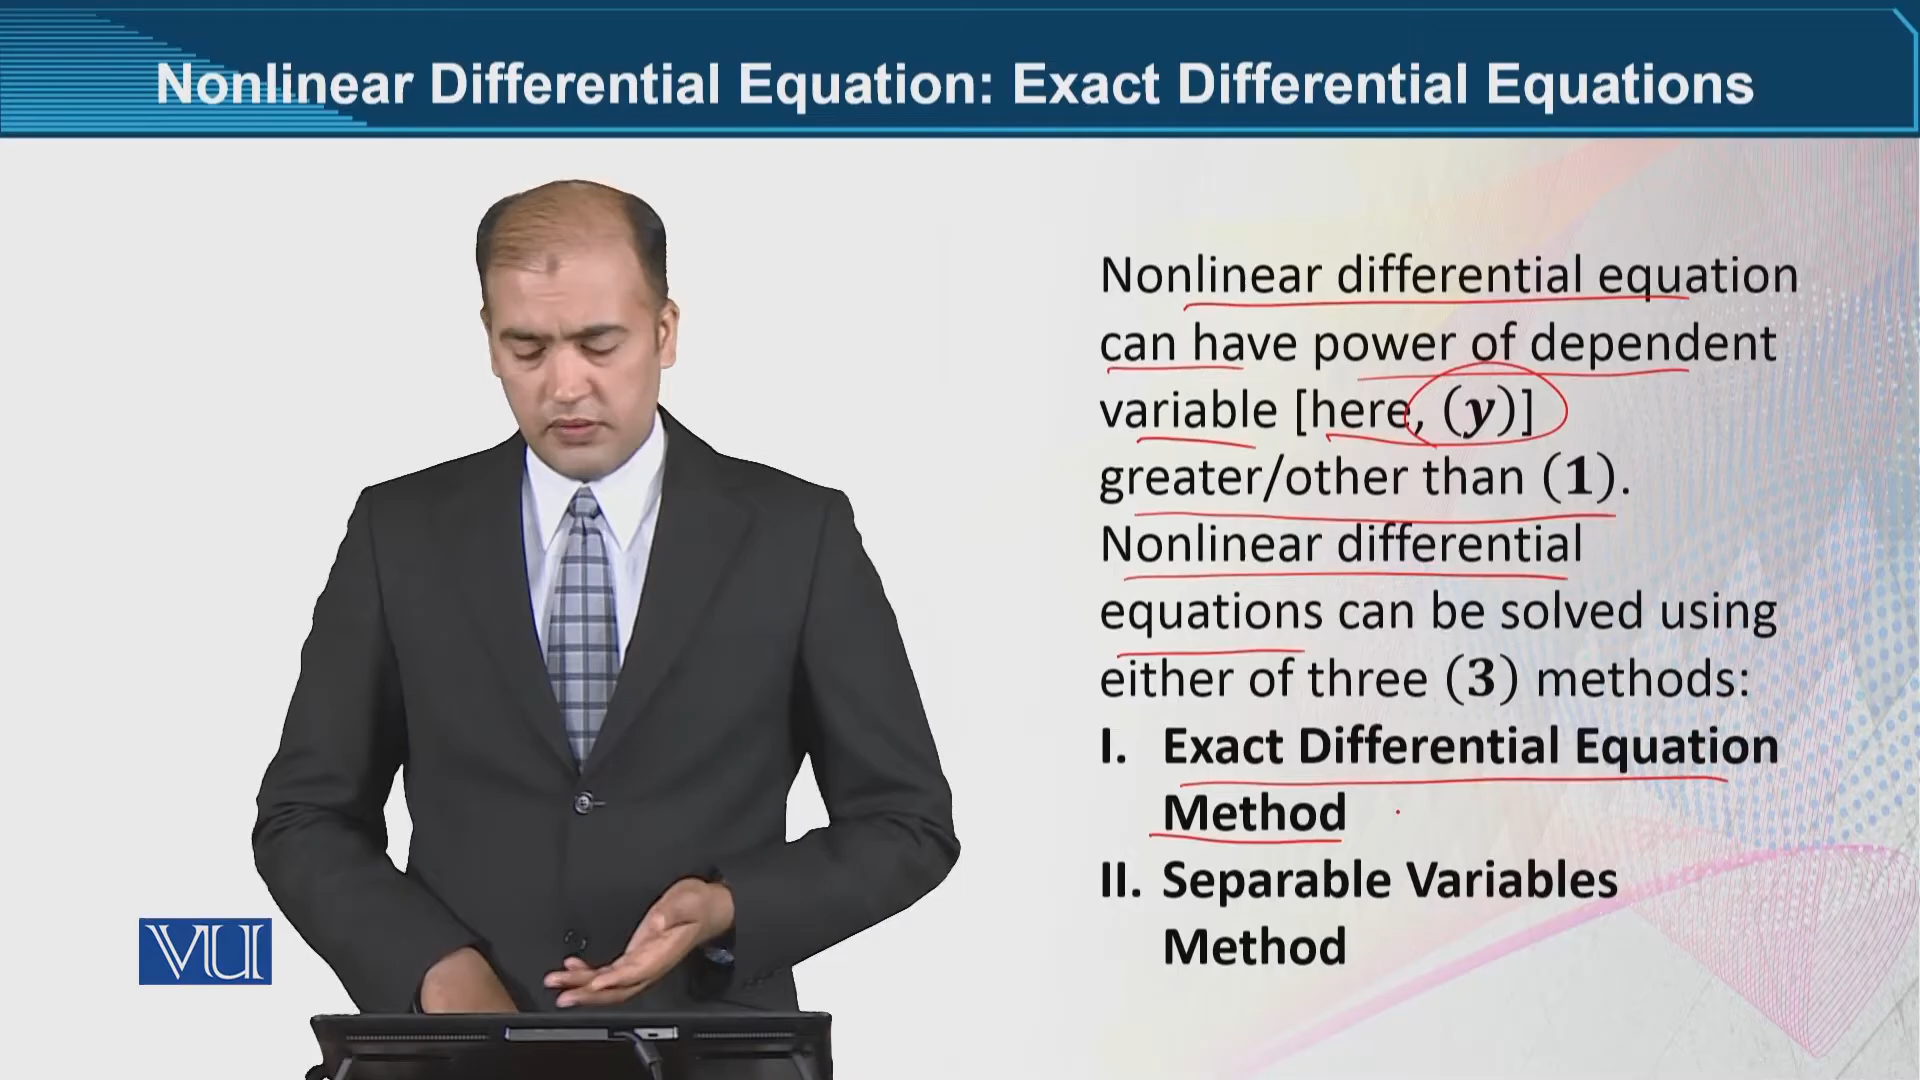 Nonlinear Differential Equation: Exact Differential Equations
Nonlinear differential equation
can have power of dependent
variable [here, (y)]
greater/other than (1).
Nonlinear differential
equations can be solved using
either of three (3) methods:
I. Exact Differential Equation
Method
II. Separable Variables
Method
VU